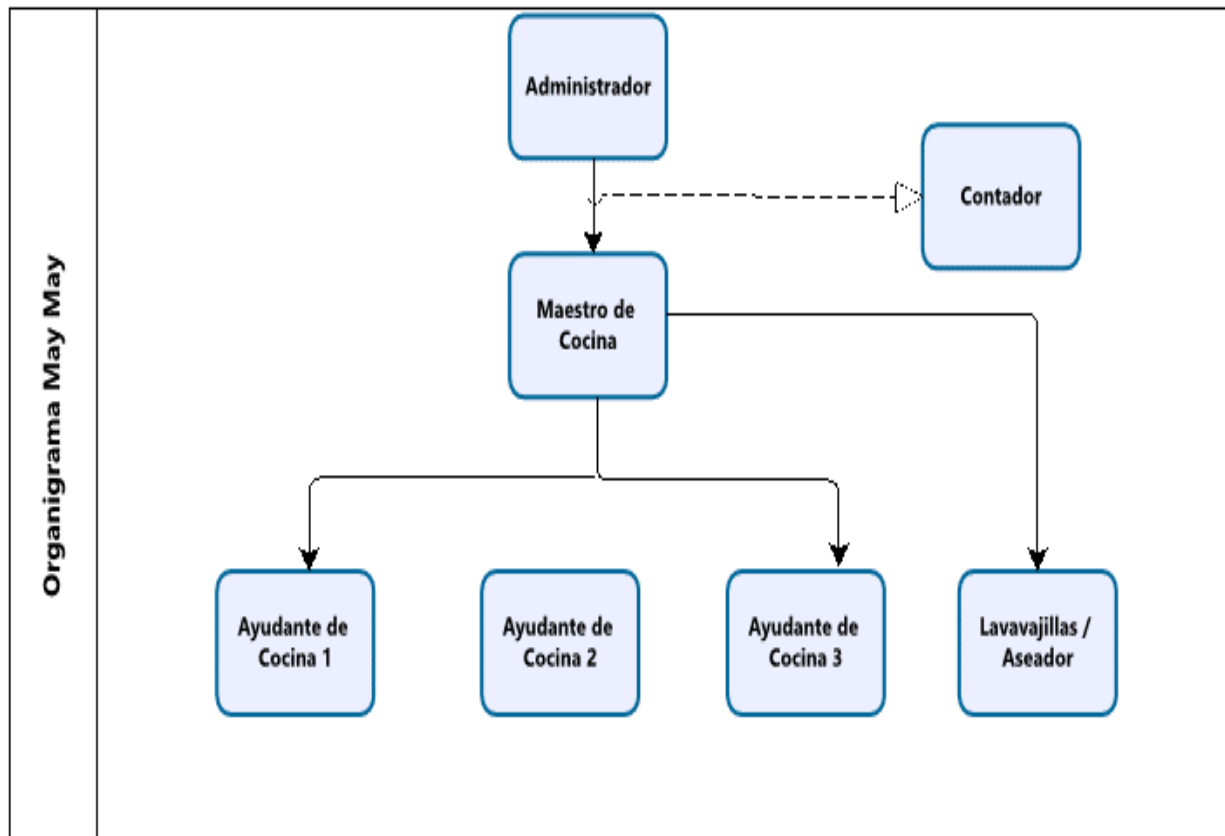 Organigrama May May
Administrador
Contador
Maestro de
Cocina
Ayudante de
Cocina 1
Ayudante de
Cocina 2
Ayudante de
Cocina 3
Lavavajillas /
Aseador